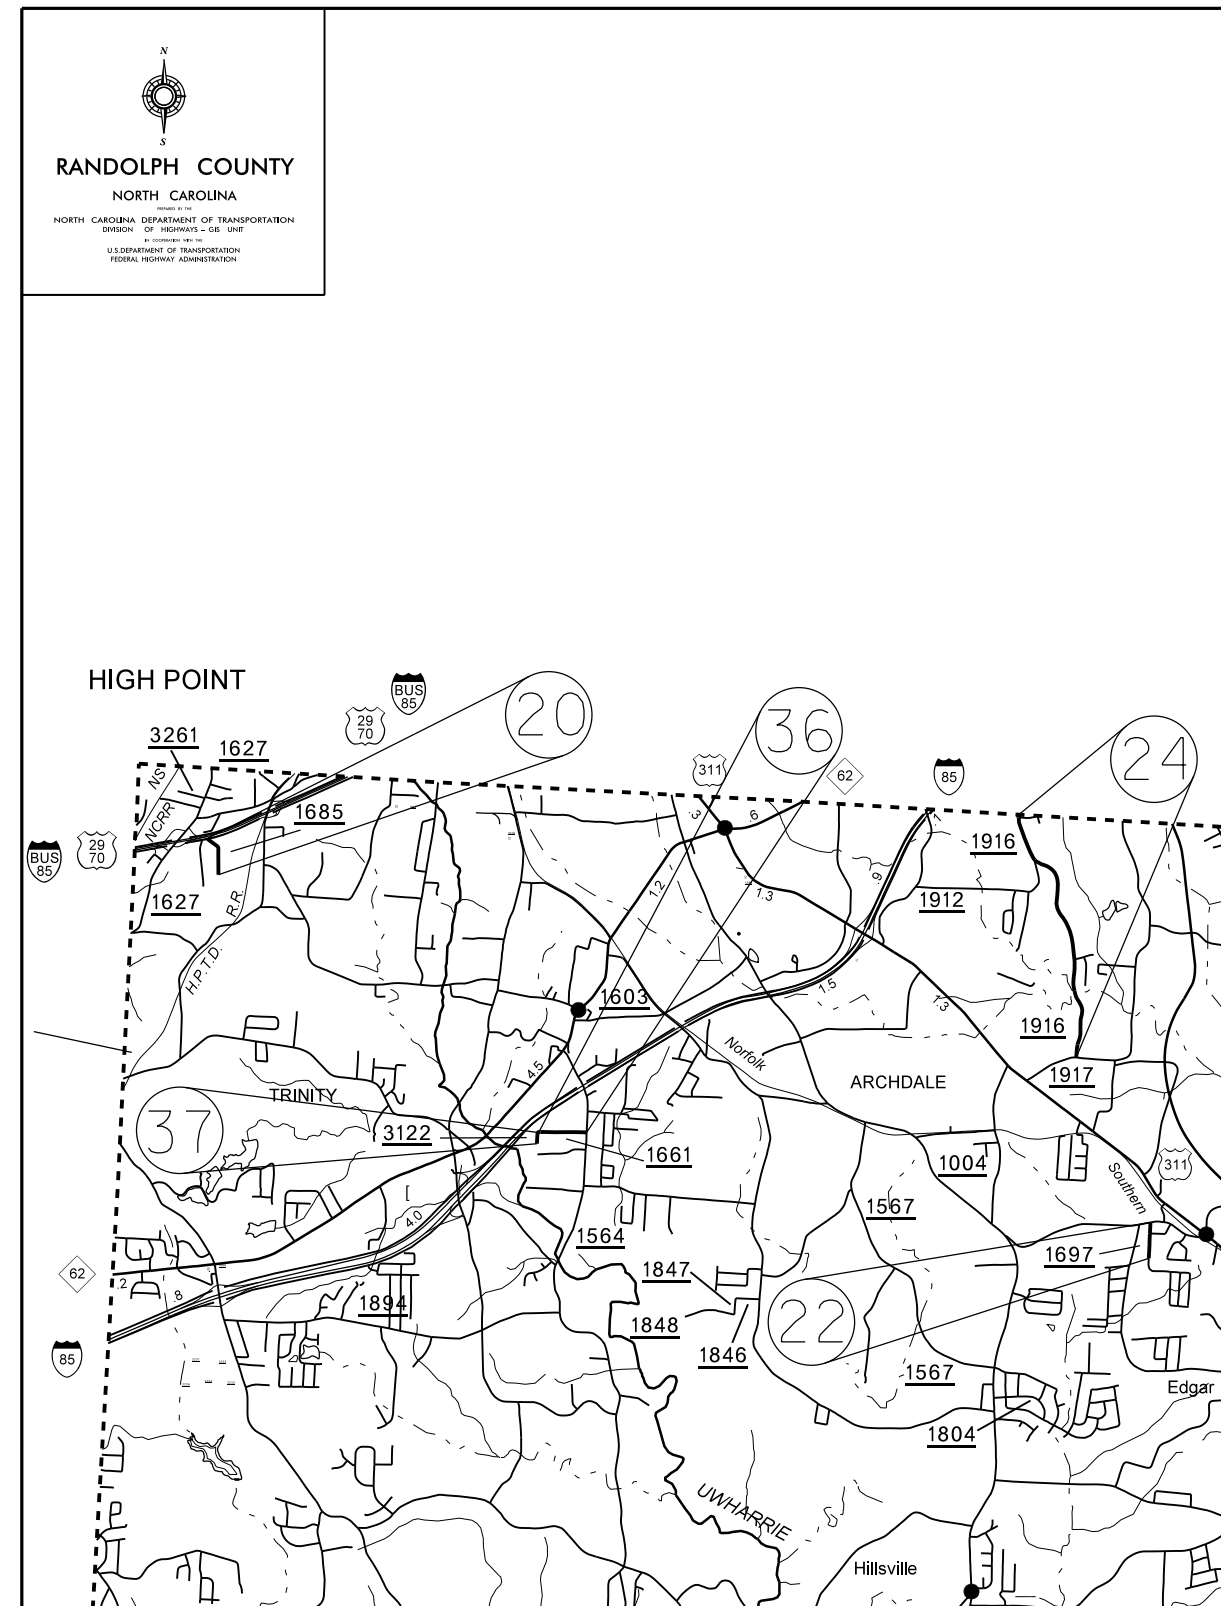 N
S
RANDOLPH COUNTY
NORTH CAROLINA
PREPARED BY THE
NORTH CAROLINA DEPARTMENT OF TRANSPORTATION
DIVISION OF HIGHWAYS – GIS UNIT
IN COOPERATION WITH THE
U.S.DEPARTMENT OF TRANSPORTATION
FEDERAL HIGHWAY ADMINISTRATION
HIGH POINT
BUS
85
29
70
20
36
24
3261
1627
311
62
85
NS
NCRR
1685
.3
.6
1916
29
70
BUS
85
1627
R.R.
1.2
1.3
.9
1912
H.P.T.D.
1603
1.5
1.3
1916
4.5
Norfolk
TRINITY
ARCHDALE
1917
37
3122
1661
1004
Southern
311
1567
4.0
1564
1697
62
.2
.8
1847
1894
1848
22
1846
85
1567
Edgar
1804
UWHARRIE
Hillsville